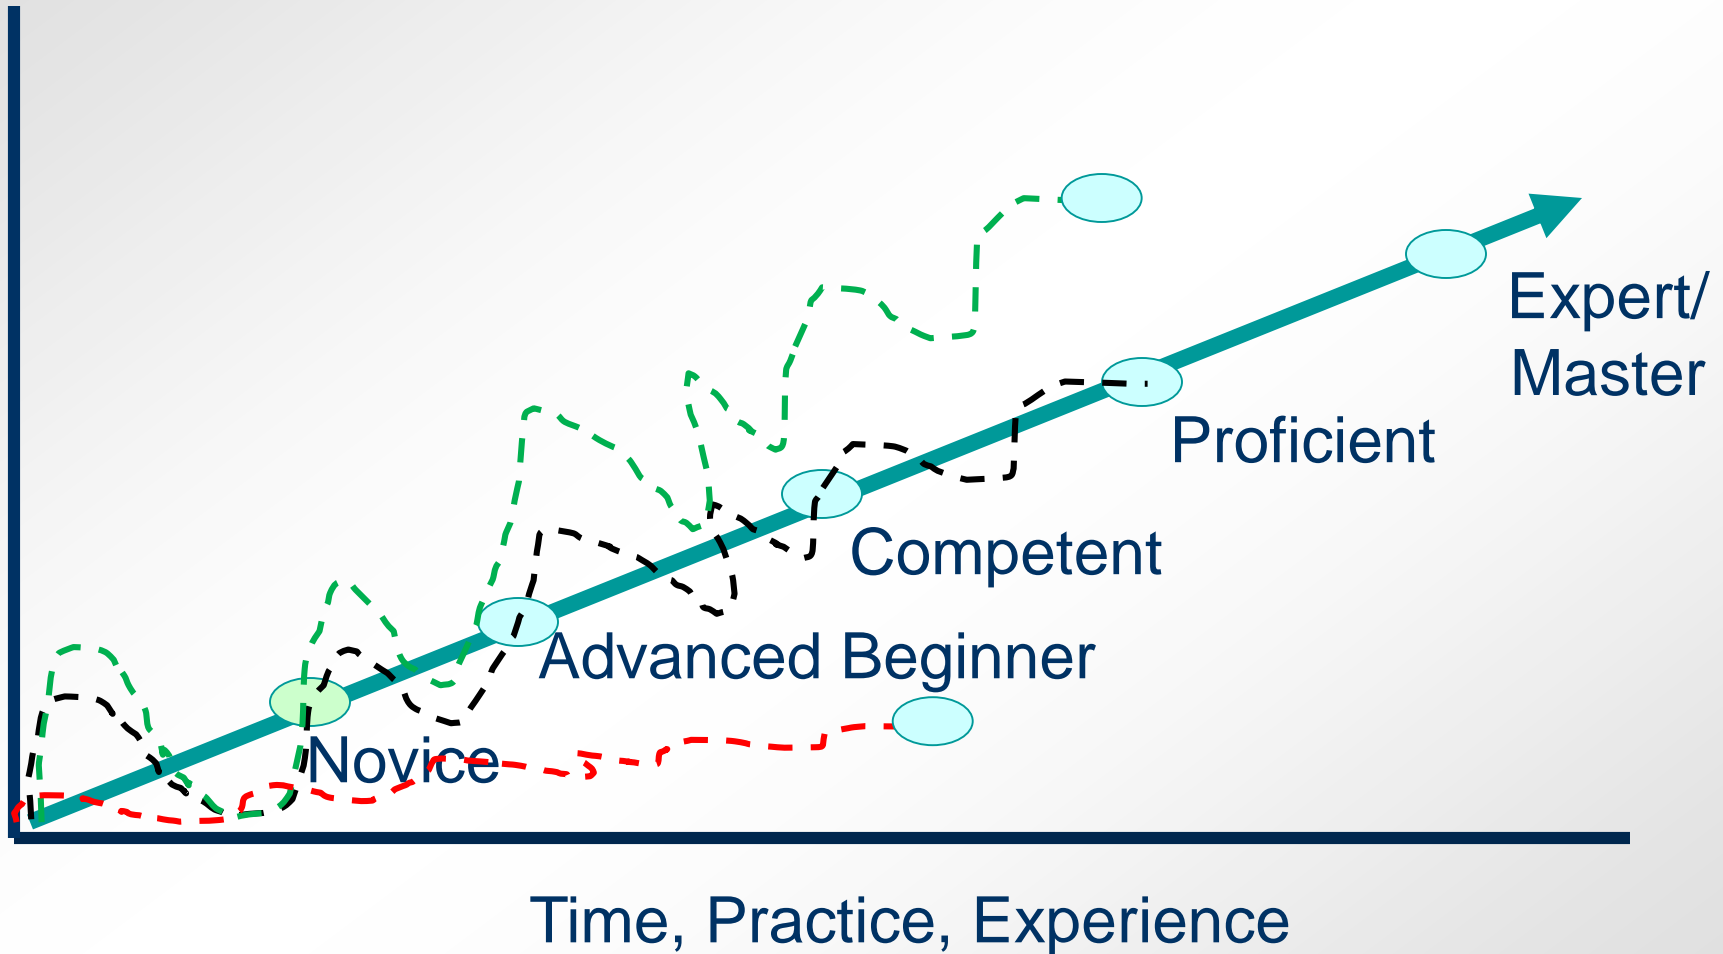 Expert/
Master
Proficient
Competent
Advanced Beginner
Novice
Time, Practice, Experience